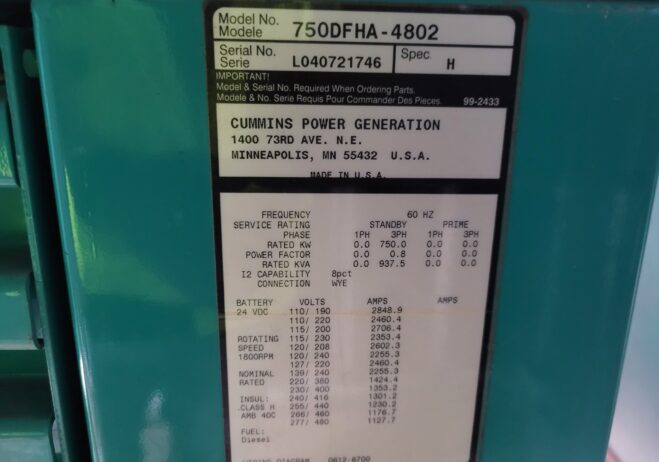 Model No. 750DFHA-4802
Modele
Serial No. L040721746 Spec. H
Serie
IMPORTANT!
Model & Serial No. Required When Ordering Parts.
Modele & No. Serie Requis Pour Commander Des Pieces. 99-2433
CUMMINS POWER GENERATION
1400 73RD AVE. N.E.
MINNEAPOLIS, MN 55432 U.S.A.
MADE IN U.S.A.
FREQUENCY 60 HZ
SERVICE RATING STANDBY PRIME
PHASE 1PH 3PH 1PH 3PH
RATED KW 0.0 750.0 0.0 0.0
POWER FACTOR 0.0 0.8 0.0 0.0
RATED KVA 0.0 937.5 0.0 0.0
I2 CAPABILITY 8pct
CONNECTION WYE
BATTERY VOLTS AMPS AMPS
24 VDC 110/ 190 2848.9
110/ 220 2460.4
115/ 200 2706.4
ROTATING 115/ 230 2353.4
SPEED 120/ 208 2602.3
1800RPM 120/ 240 2255.3
127/ 220 2460.4
NOMINAL 139/ 240 2255.3
RATED 220/ 380 1424.4
230/ 400 1353.2
INSUL: 240/ 416 1301.2
CLASS H 255/ 440 1230.2
AMB 40C 266/ 460 1176.7
277/ 480 1127.7
FUEL:
Diesel
WIRING DIAGRAM 0612-6700